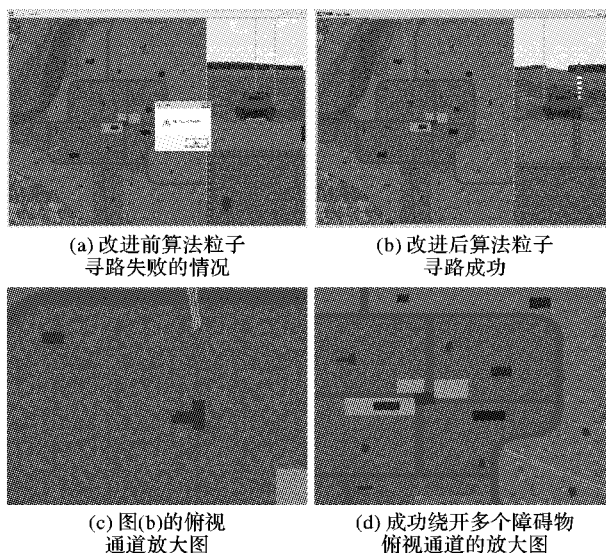 (a) 改进前算法粒子
寻路失败的情况
(b) 改进后算法粒子
寻路成功
(c) 图(b)的俯视
通道放大图
(d) 成功绕开多个障碍物
俯视通道的放大图